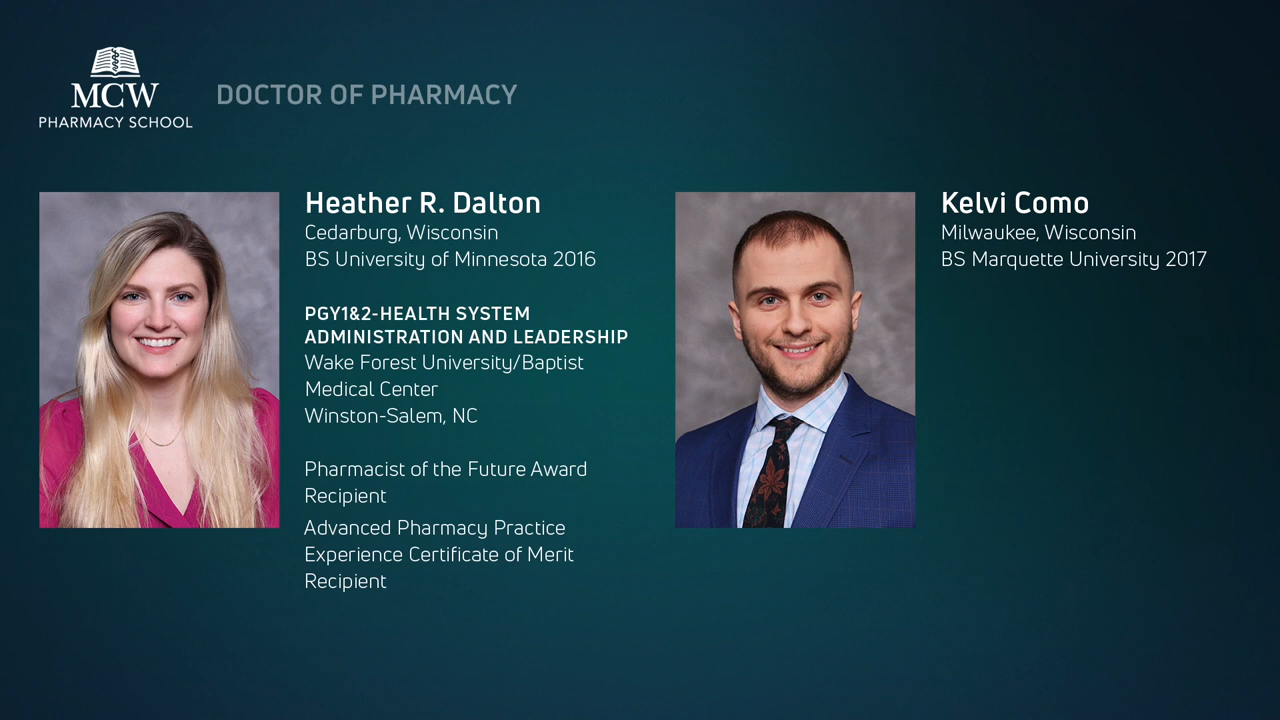 MCW
PHARMACY SCHOOL
DOCTOR OF PHARMACY
Heather R. Dalton
Cedarburg, Wisconsin
BS University of Minnesota 2016
PGY1&2-HEALTH SYSTEM
ADMINISTRATION AND LEADERSHIP
Wake Forest University/Baptist
Medical Center
Winston-Salem, NC
Pharmacist of the Future Award
Recipient
Advanced Pharmacy Practice
Experience Certificate of Merit
Recipient
Kelvi Como
Milwaukee, Wisconsin
BS Marquette University 2017